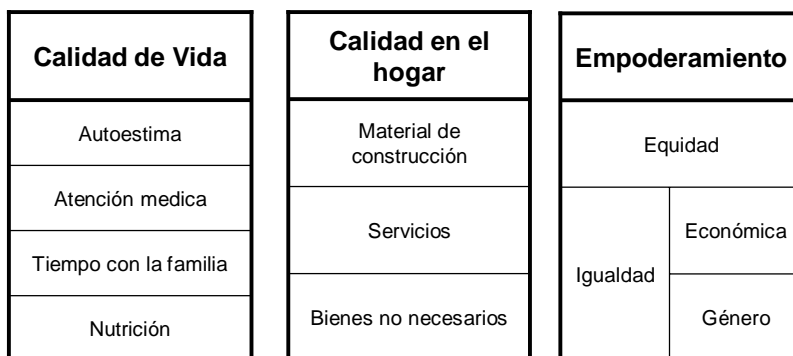 Calidad de Vida
Autoestima
Atención medica
Tiempo con la familia
Nutrición
Calidad en el
hogar
Material de
construcción
Servicios
Bienes no necesarios
Empoderamiento
Equidad
Igualdad
Económica
Género